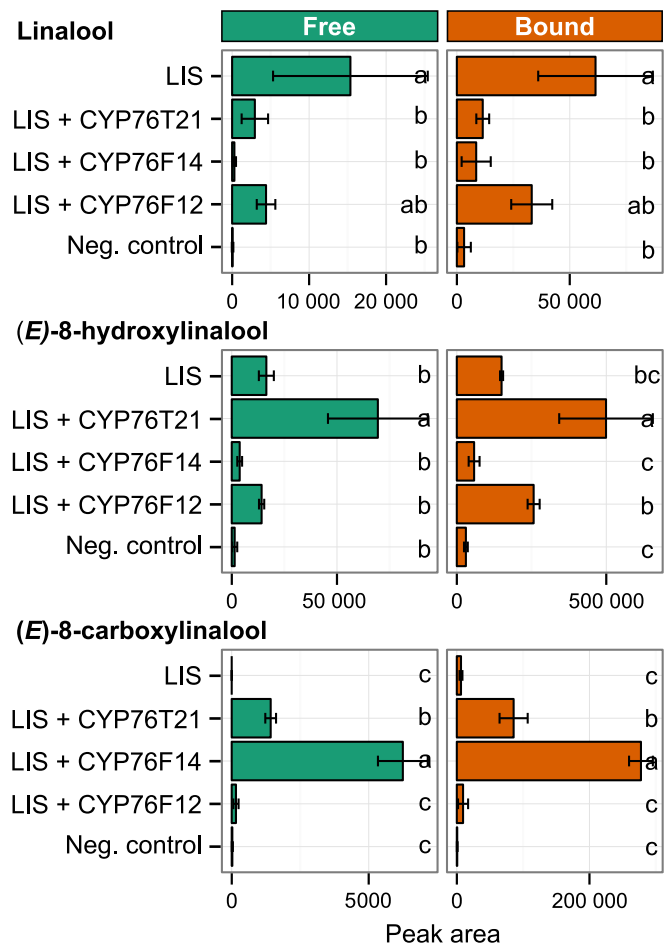 Linalool Free Bound
LIS a a
LIS + CYP76T21 b b
LIS + CYP76F14 b b
LIS + CYP76F12 ab ab
Neg. control b b
0 10 000 20 000 0 50 000
(E)-8-hydroxylinalool
LIS b bc
LIS + CYP76T21 a a
LIS + CYP76F14 b c
LIS + CYP76F12 b b
Neg. control b c
0 50 000 0 500 000
(E)-8-carboxylinalool
LIS c c
LIS + CYP76T21 b b
LIS + CYP76F14 a a
LIS + CYP76F12 c c
Neg. control c c
0 5000 0 200 000
Peak area